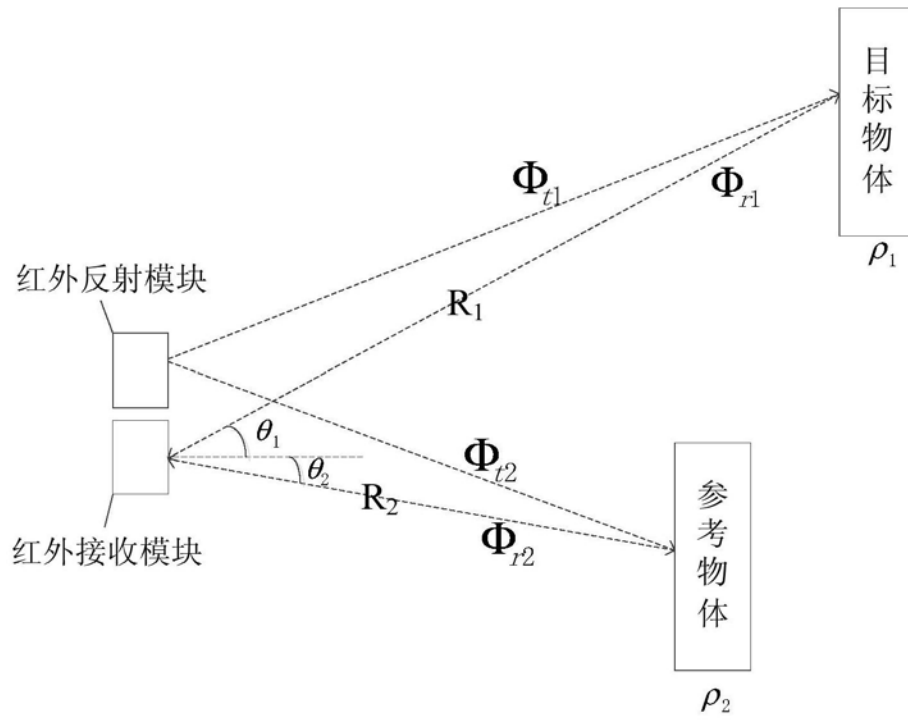 目标物体
Φt1
Φr1
ρ1
红外反射模块
R1
θ1
θ2
Φt2
R2
参考物体
Φr2
红外接收模块
ρ2